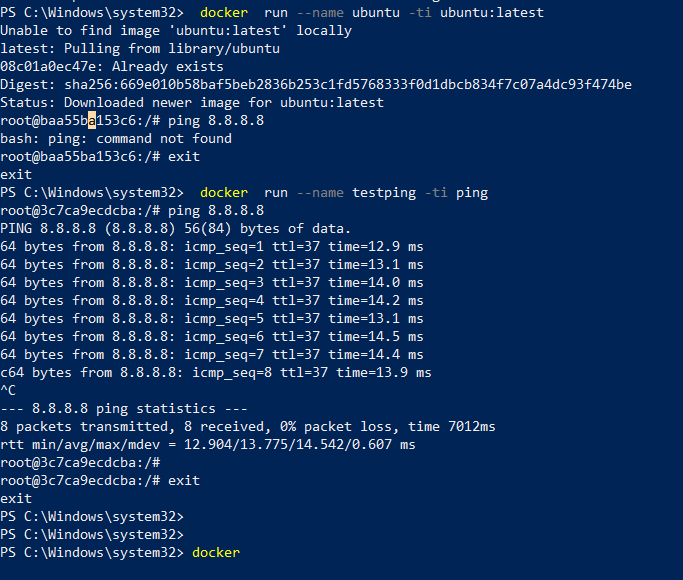 PS C:\Windows\system32>  docker  run --name ubuntu -ti ubuntu:latest
Unable to find image 'ubuntu:latest' locally
latest: Pulling from library/ubuntu
08c01a0ec47e: Already exists
Digest: sha256:669e010b58baf5beb2836b253c1fd5768333f0d1dbcb834f7c07a4dc93f474be
Status: Downloaded newer image for ubuntu:latest
root@baa55ba153c6:/# ping 8.8.8.8
bash: ping: command not found
root@baa55ba153c6:/# exit
exit
PS C:\Windows\system32>  docker  run --name testping -ti ping
root@3c7ca9ecdcba:/# ping 8.8.8.8
PING 8.8.8.8 (8.8.8.8) 56(84) bytes of data.
64 bytes from 8.8.8.8: icmp_seq=1 ttl=37 time=12.9 ms
64 bytes from 8.8.8.8: icmp_seq=2 ttl=37 time=13.1 ms
64 bytes from 8.8.8.8: icmp_seq=3 ttl=37 time=14.0 ms
64 bytes from 8.8.8.8: icmp_seq=4 ttl=37 time=14.2 ms
64 bytes from 8.8.8.8: icmp_seq=5 ttl=37 time=13.1 ms
64 bytes from 8.8.8.8: icmp_seq=6 ttl=37 time=14.5 ms
64 bytes from 8.8.8.8: icmp_seq=7 ttl=37 time=14.4 ms
c64 bytes from 8.8.8.8: icmp_seq=8 ttl=37 time=13.9 ms
^C
--- 8.8.8.8 ping statistics ---
8 packets transmitted, 8 received, 0% packet loss, time 7012ms
rtt min/avg/max/mdev = 12.904/13.775/14.542/0.607 ms
root@3c7ca9ecdcba:/#
root@3c7ca9ecdcba:/# exit
exit
PS C:\Windows\system32>
PS C:\Windows\system32>
PS C:\Windows\system32> docker